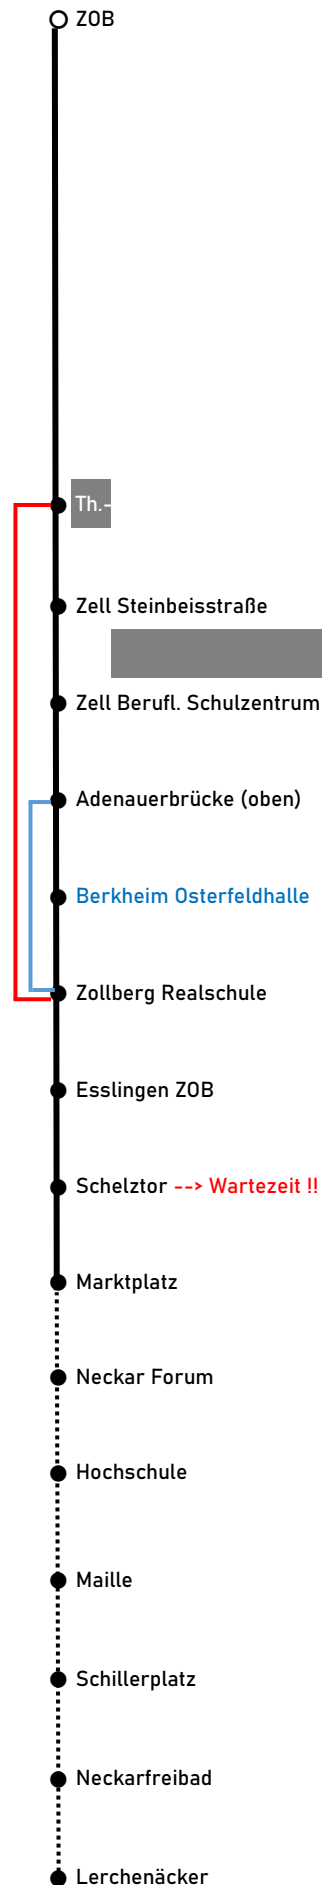 ZOB
Th.-
Zell Steinbeisstraße
Zell Berufl. Schulzentrum
Adenauerbrücke (oben)
Berkheim Osterfeldhalle
Zollberg Realschule
Esslingen ZOB
Schelztor --> Wartezeit !!
Marktplatz
Neckar Forum
Hochschule
Maille
Schillerplatz
Neckarfreibad
Lerchenäcker